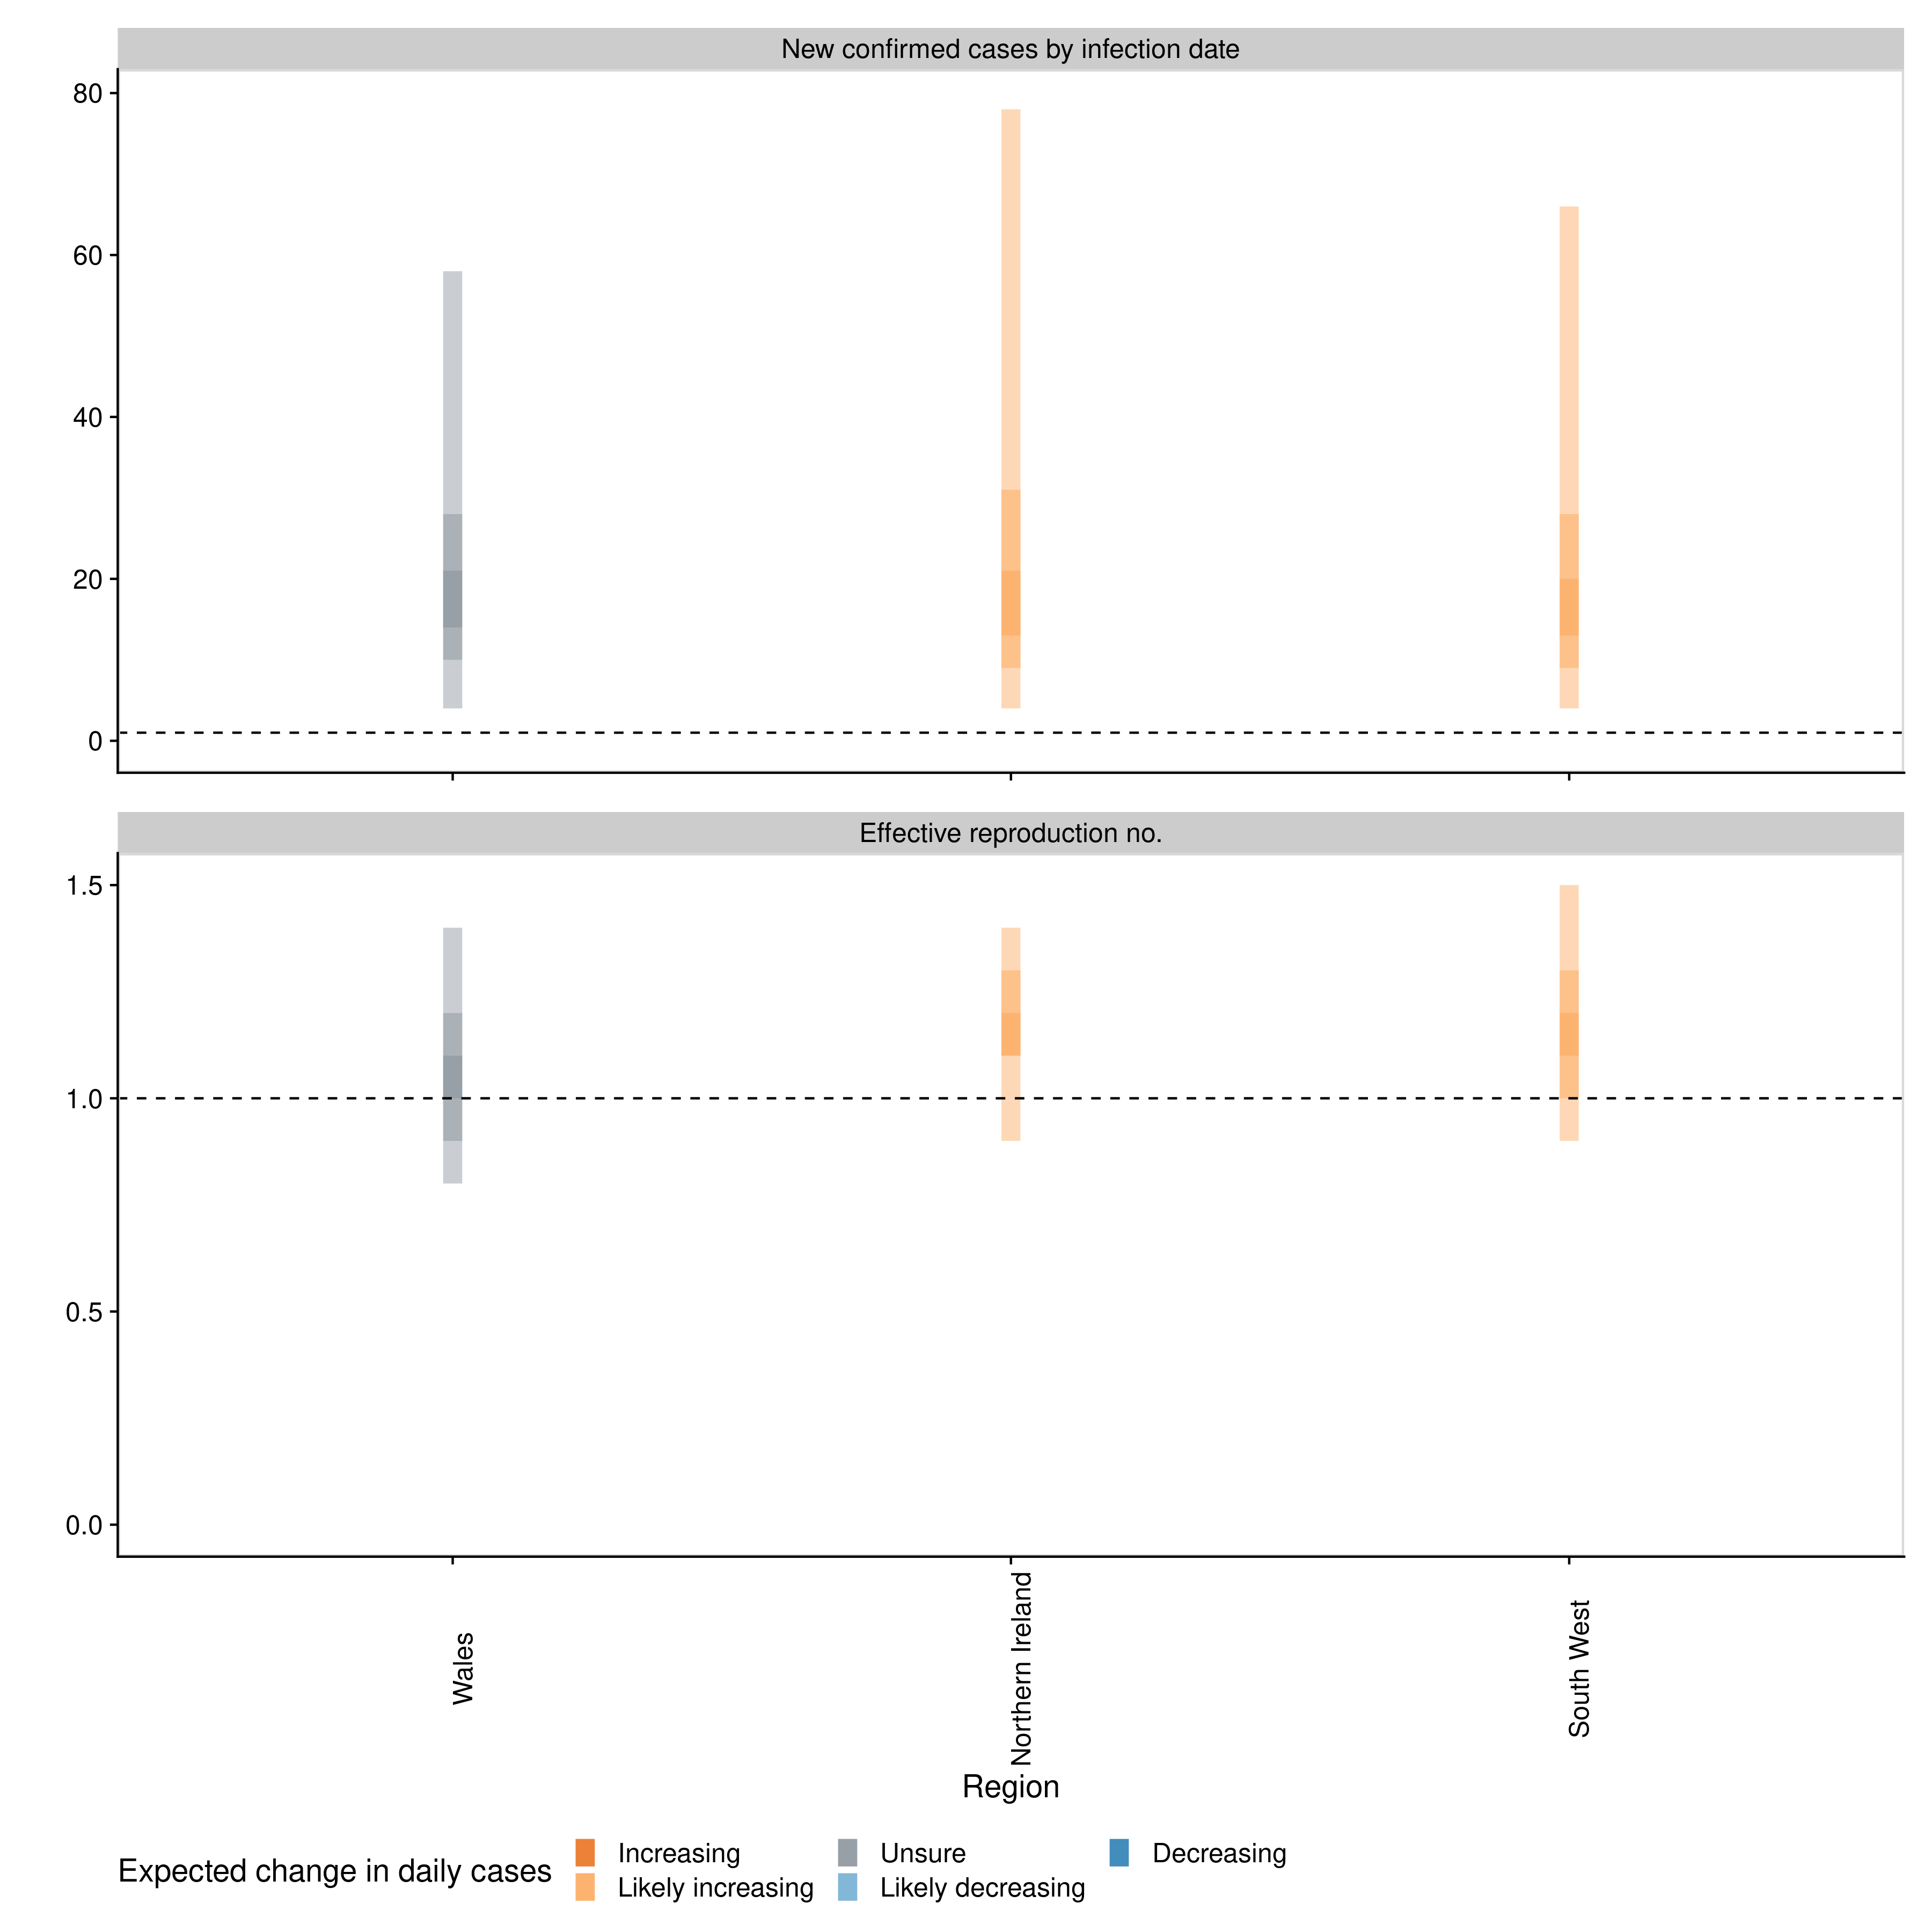 New confirmed cases by infection date
80
60
40
20
0
Effective reproduction no.
1.5
1.0
0.5
0.0
Wales
Northern Ireland
South West
Region
Expected change in daily cases
Increasing
Unsure
Decreasing
Likely increasing
Likely decreasing